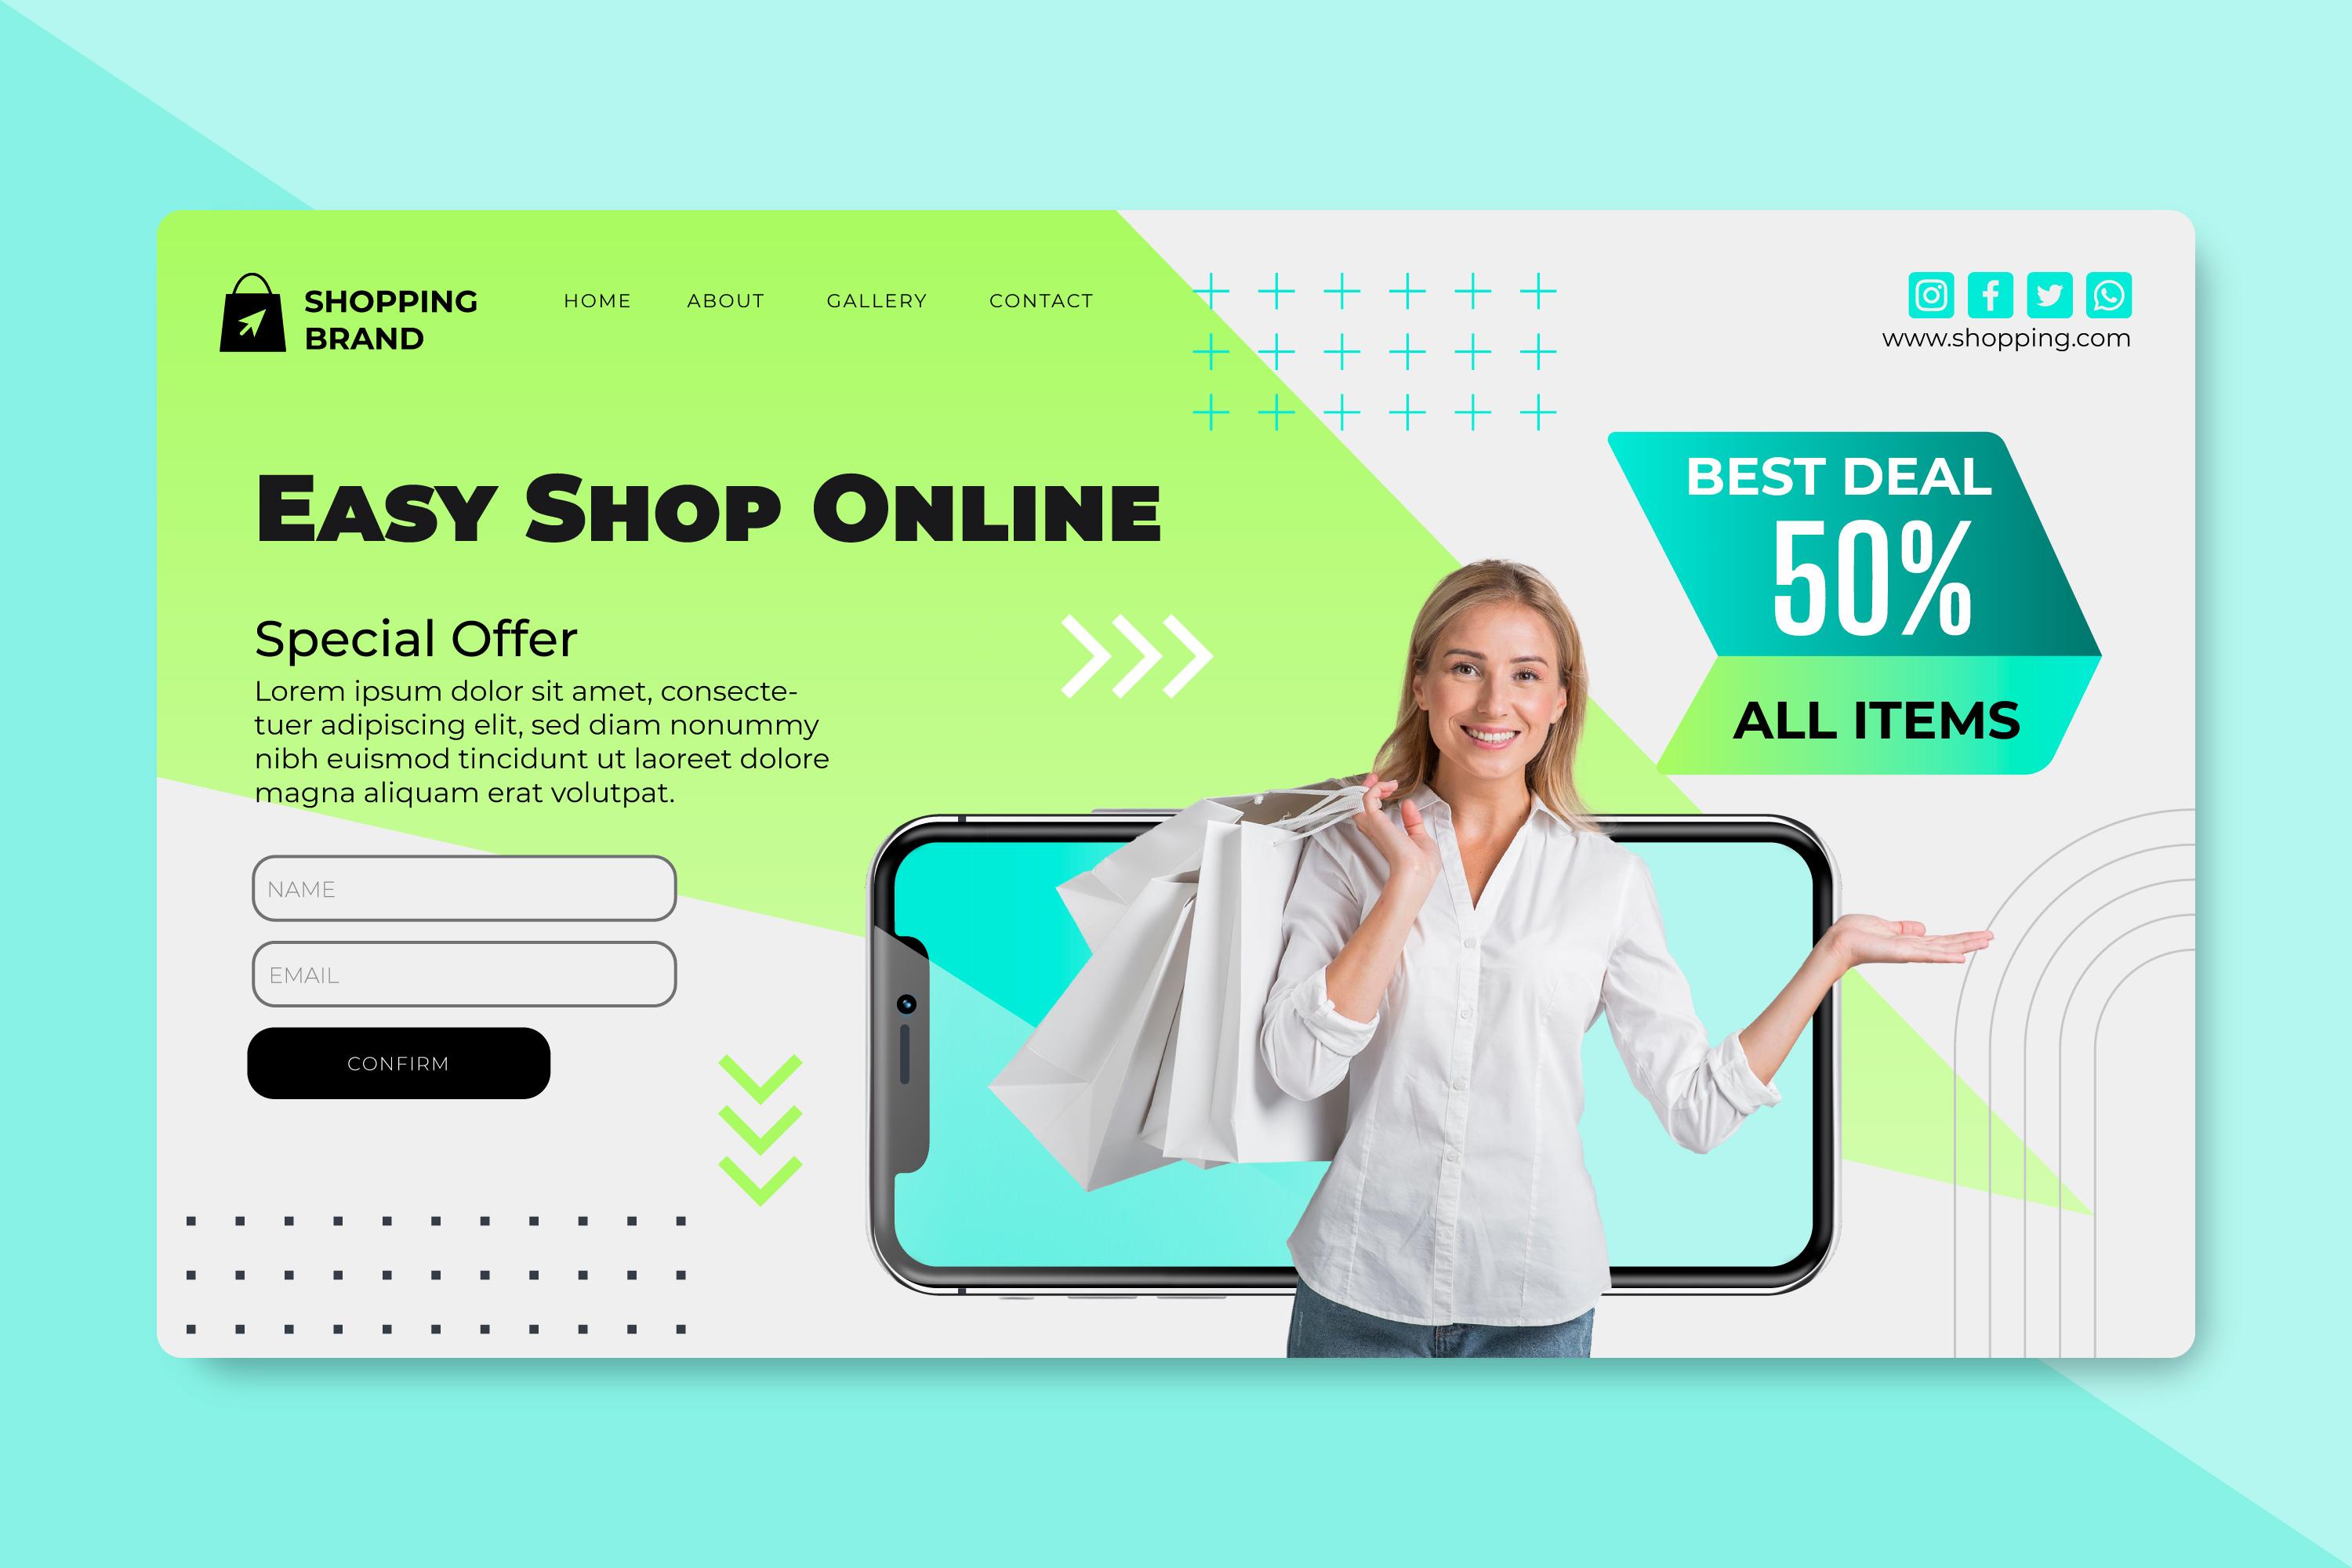 SHOPPING
BRAND
HOME
ABOUT
GALLERY
CONTACT
www.shopping.com
EASY SHOP ONLINE
BEST DEAL
50%
ALL ITEMS
Special Offer
Lorem ipsum dolor sit amet, consecte-
tuer adipiscing elit, sed diam nonummy
nibh euismod tincidunt ut laoreet dolore
magna aliquam erat volutpat.
NAME
EMAIL
CONFIRM